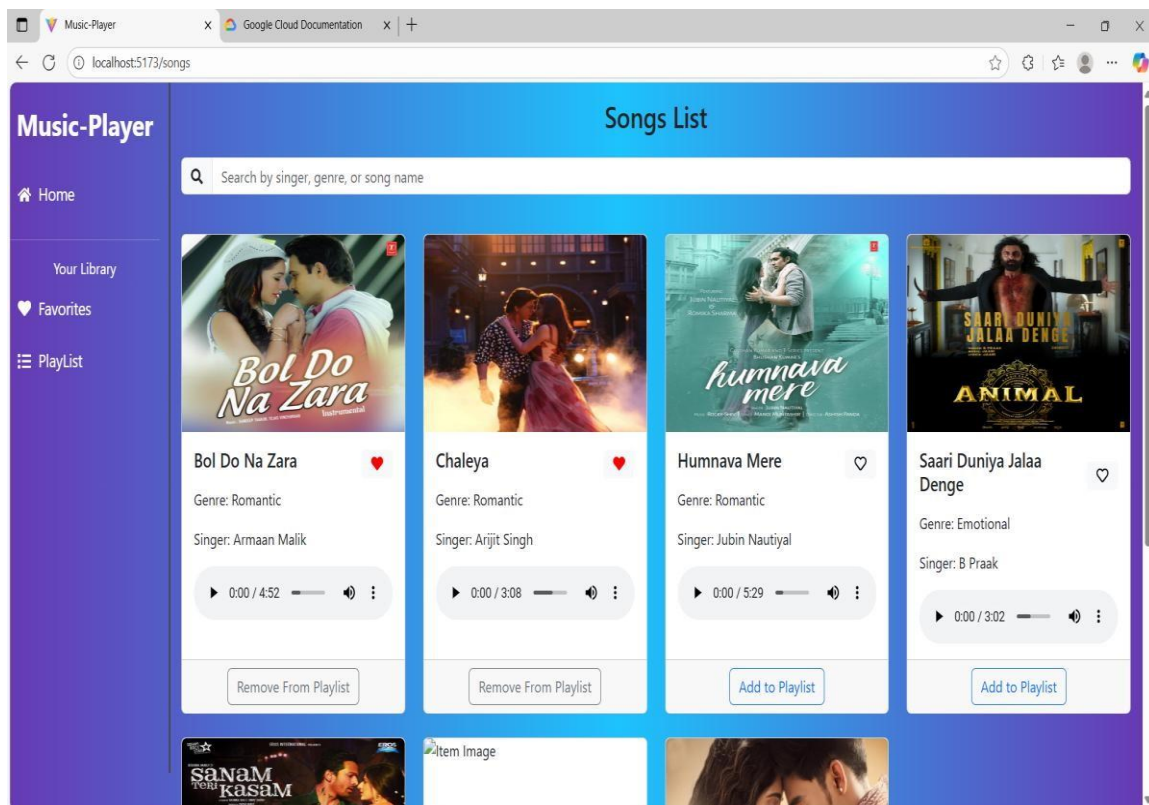 Music-Player
Google Cloud Documentation
localhost:5173/songs
Music-Player
Home
Your Library
Favorites
PlayList
Songs List
Search by singer, genre, or song name
Bol Do
Na Zara
Instrumental
Bol Do Na Zara
Genre: Romantic
Singer: Armaan Malik
0:00 / 4:52
Remove From Playlist
Chaleya
Genre: Romantic
Singer: Arijit Singh
0:00 / 3:08
Remove From Playlist
JUBIN NAUTIYAL
humnava
mere
Humnava Mere
Genre: Romantic
Singer: Jubin Nautiyal
0:00 / 5:29
Add to Playlist
SAARI DUNIYA
JALAA DENGE
ANIMAL
Saari Duniya Jalaa
Denge
Genre: Emotional
Singer: B Praak
0:00 / 3:02
Add to Playlist
EROS
SANAM
TERI KASAM
Item Image